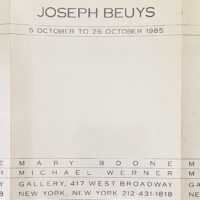 JOSEPH BEUYS
5 OCTOBER TO 26 OCTOBER 1985
MARY BOONE
MICHAEL WERNER
GALLERY, 417 WEST BROADWAY
NEW YORK, NEW YORK 212-431-1818